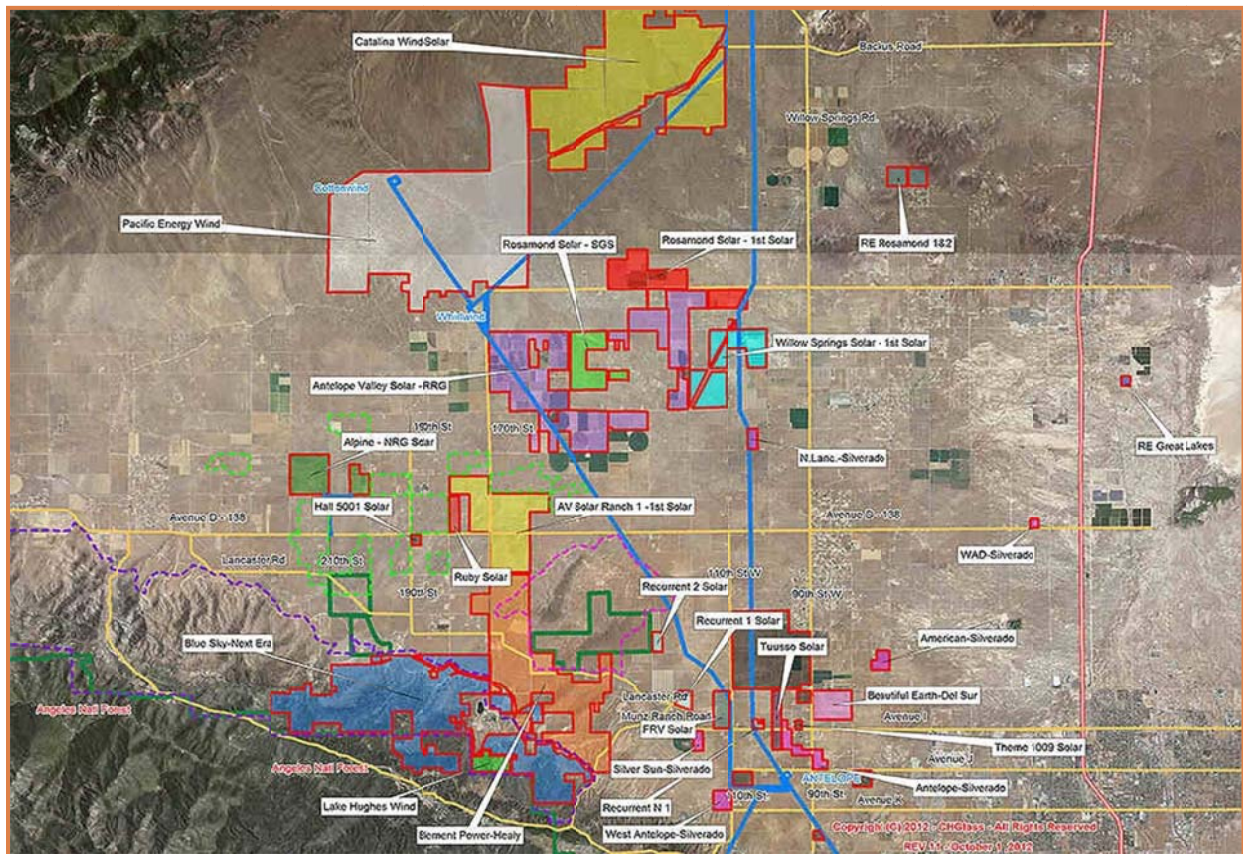 Catalina WindSolar
Backus Road
Willow Springs Rd.
Cottonwind
Pacific Energy Wind
Rosamond Solar - SGS
Rosamond Solar - 1st Solar
RE Rosamond 1&2
Whirlwind
Willow Springs Solar - 1st Solar
Antelope Valley Solar -RRG
RE Great Lakes
190th St
170th St
Alpine - NRG Solar
N.Lanc.-Silverado
Hall 5001 Solar
AV Solar Ranch 1 -1st Solar
Avenue D - 138
Avenue D - 138
WAD-Silverado
Lancaster Rd
210th St
Ruby Solar
190th St
Recurrent 2 Solar
110th St W
90th St W
Recurrent 1 Solar
Tuusso Solar
American-Silverado
Blue Sky-Next Era
Lancaster Rd
Beautiful Earth-Del Sur
Angeles Natl Forest
Munz Ranch Road
Avenue I
FRV Solar
Theme 1009 Solar
Avenue J
Angeles Natl Forest
Silver Sun-Silverado
ANTELOPE
Antelope-Silverado
Lake Hughes Wind
Recurrent N 1
110th St.
90th St.
Avenue K
Element Power-Healy
West Antelope-Silverado
Copyright (C) 2012 - CHGlass - All Rights Reserved
REV 11 - October 1, 2012